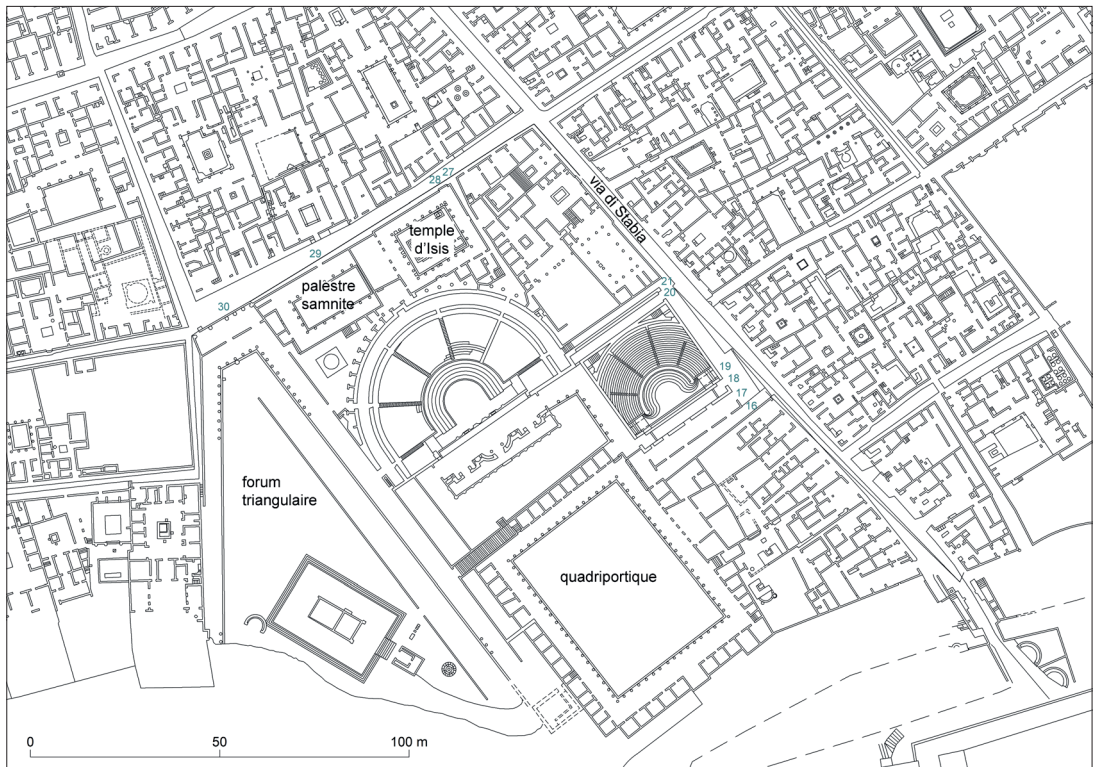 27
28
via di Stabia
temple
d'Isis
29
palestre
samnite
30
21
20
19
18
17
16
forum
triangulaire
quadriportique
0 50 100 m